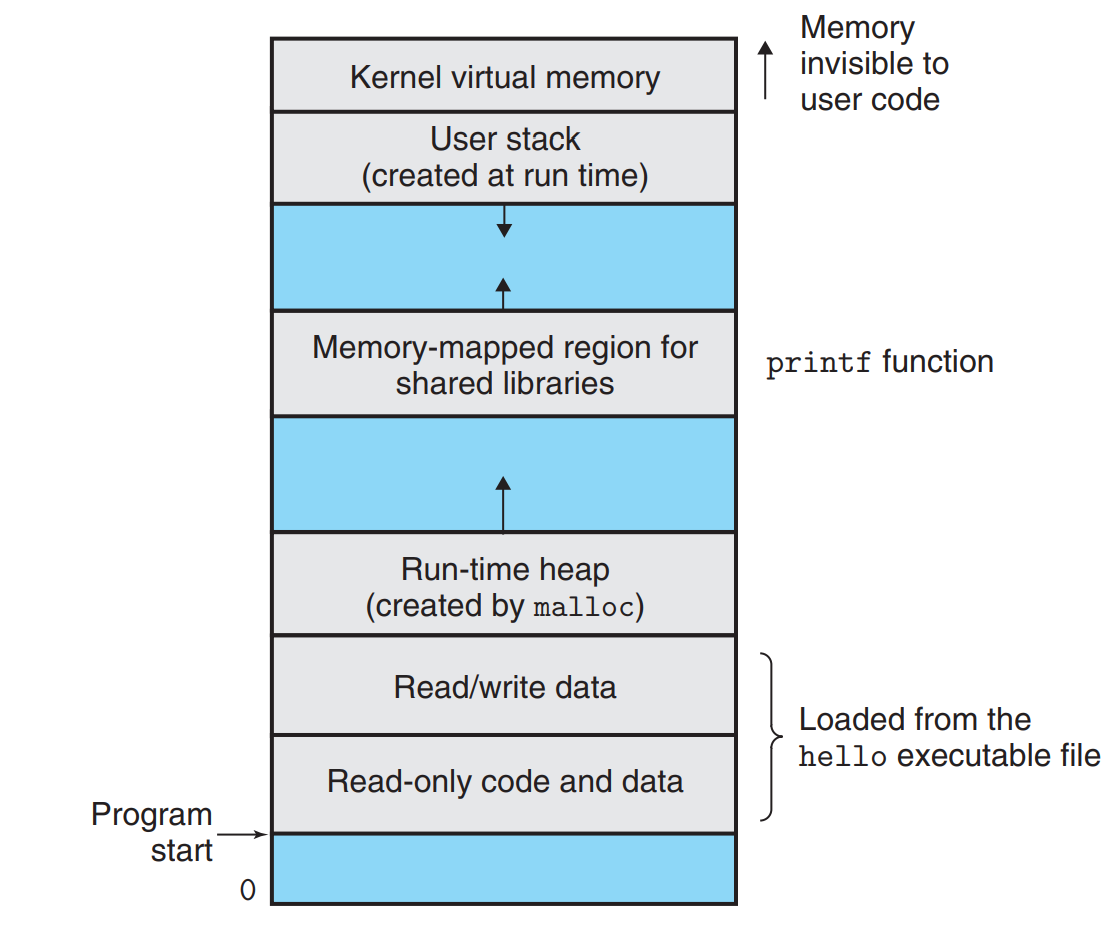 Memory
invisible to
user code
Kernel virtual memory
User stack
(created at run time)
Memory-mapped region for
shared libraries
printf function
Run-time heap
(created by malloc)
Read/write data
Loaded from the
hello executable file
Read-only code and data
Program
start
0